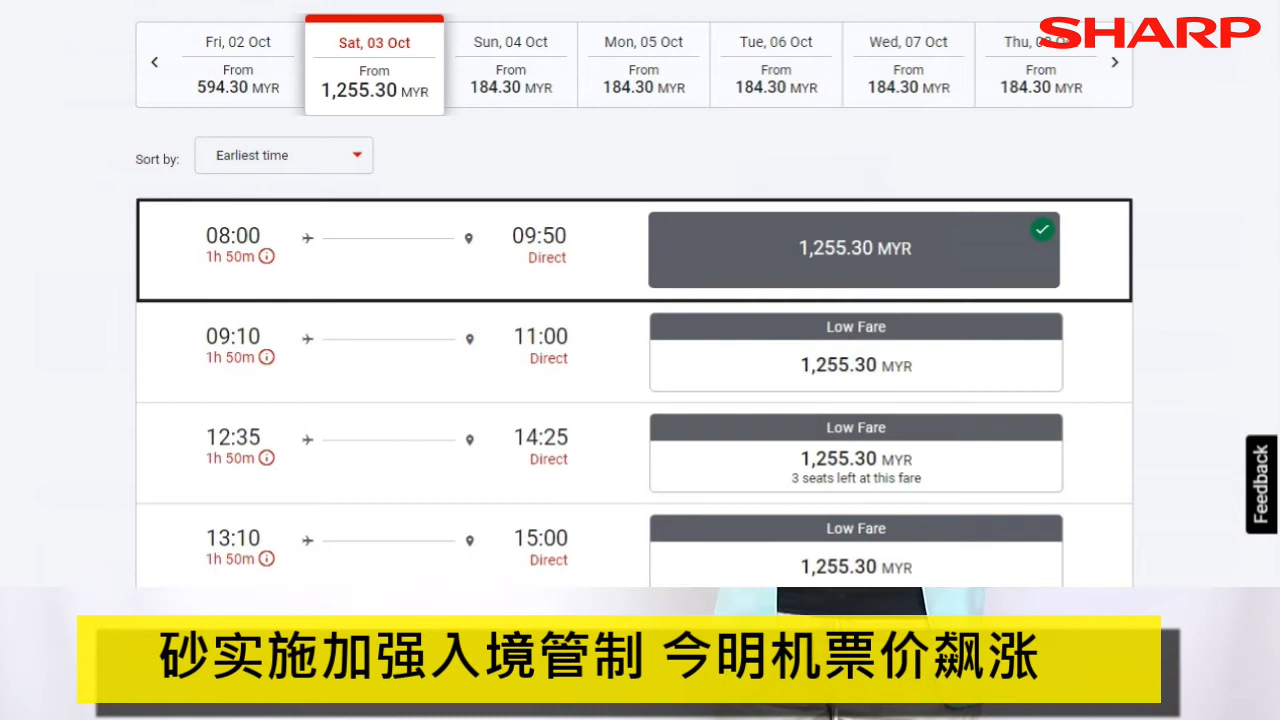 SHARP
Fri, 02 Oct
From
594.30 MYR
Sat, 03 Oct
From
1,255.30 MYR
Sun, 04 Oct
From
184.30 MYR
Mon, 05 Oct
From
184.30 MYR
Tue, 06 Oct
From
184.30 MYR
Wed, 07 Oct
From
184.30 MYR
Thu,
From
184.30 MYR
Sort by:
Earliest time
08:00
1h 50m
09:50
Direct
1,255.30 MYR
09:10
1h 50m
11:00
Direct
Low Fare
1,255.30 MYR
12:35
1h 50m
14:25
Direct
Low Fare
1,255.30 MYR
3 seats left at this fare
13:10
1h 50m
15:00
Direct
Low Fare
1,255.30 MYR
Feedback
砂实施加强入境管制 今明机票价飙涨